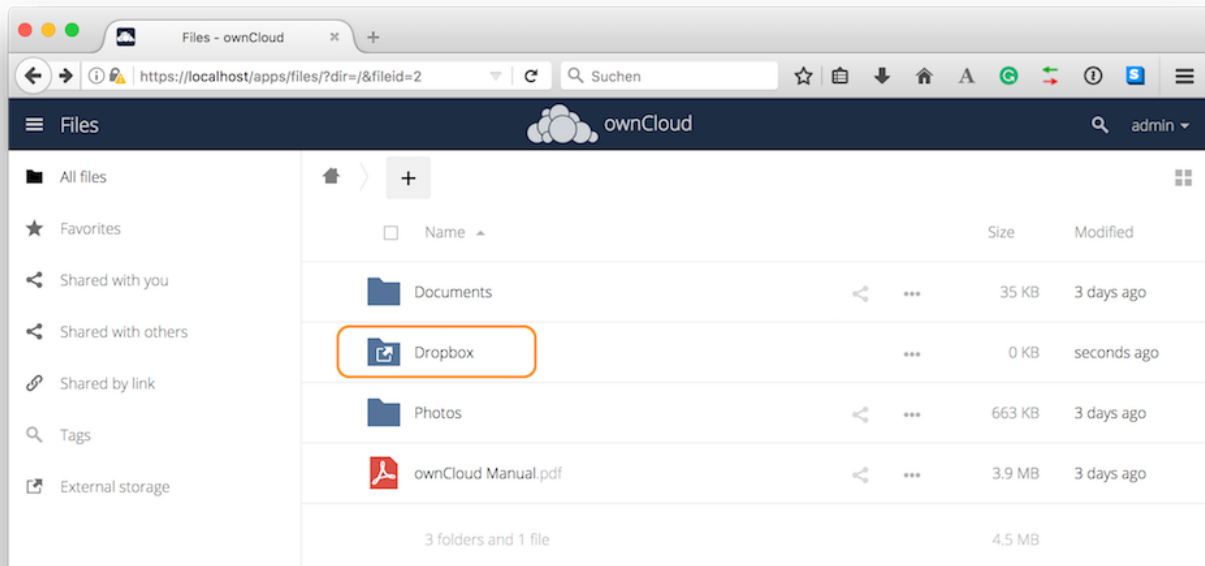 Files - ownCloud
https://localhost/apps/files/?dir=/&fileid=2
Suchen
Files
ownCloud
admin
All files
Favorites
Shared with you
Shared with others
Shared by link
Tags
External storage
Name Size Modified
Documents 35 KB 3 days ago
Dropbox 0 KB seconds ago
Photos 663 KB 3 days ago
ownCloud Manual.pdf 3.9 MB 3 days ago
3 folders and 1 file 4.5 MB